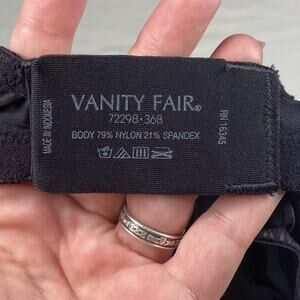 VANITY FAIR®
72298•36B
BODY 79% NYLON 21% SPANDEX
MADE IN INDONESIA
RN 16345